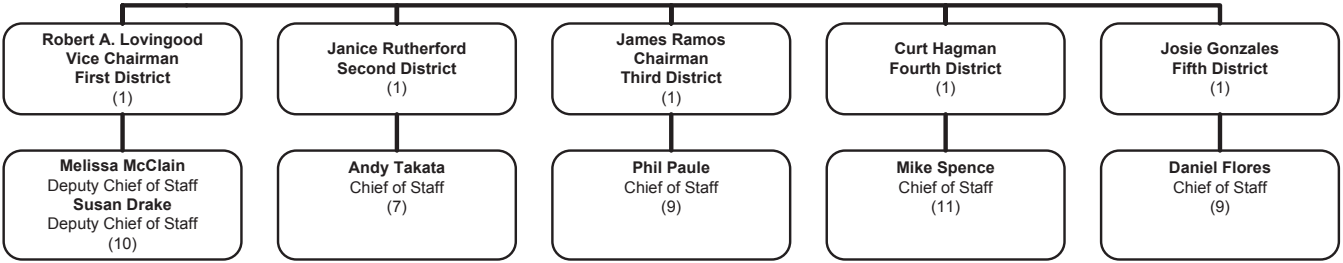 Robert A. Lovingood
Vice Chairman
First District
(1)
Janice Rutherford
Second District
(1)
James Ramos
Chairman
Third District
(1)
Curt Hagman
Fourth District
(1)
Josie Gonzales
Fifth District
(1)
Melissa McClain
Deputy Chief of Staff
Susan Drake
Deputy Chief of Staff
(10)
Andy Takata
Chief of Staff
(7)
Phil Paule
Chief of Staff
(9)
Mike Spence
Chief of Staff
(11)
Daniel Flores
Chief of Staff
(9)